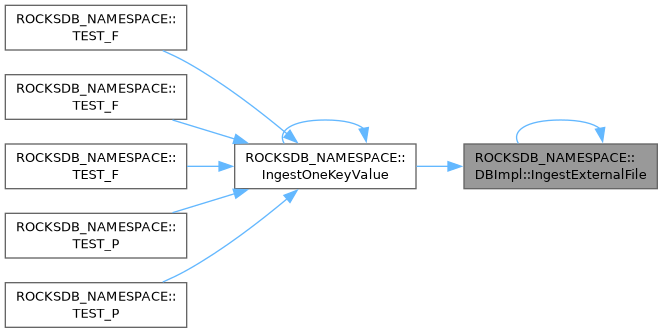 ROCKSDB_NAMESPACE::
TEST_F
ROCKSDB_NAMESPACE::
TEST_F
ROCKSDB_NAMESPACE::
TEST_F
ROCKSDB_NAMESPACE::
TEST_P
ROCKSDB_NAMESPACE::
TEST_P
ROCKSDB_NAMESPACE::
IngestOneKeyValue
ROCKSDB_NAMESPACE::
DBImpl::IngestExternalFile